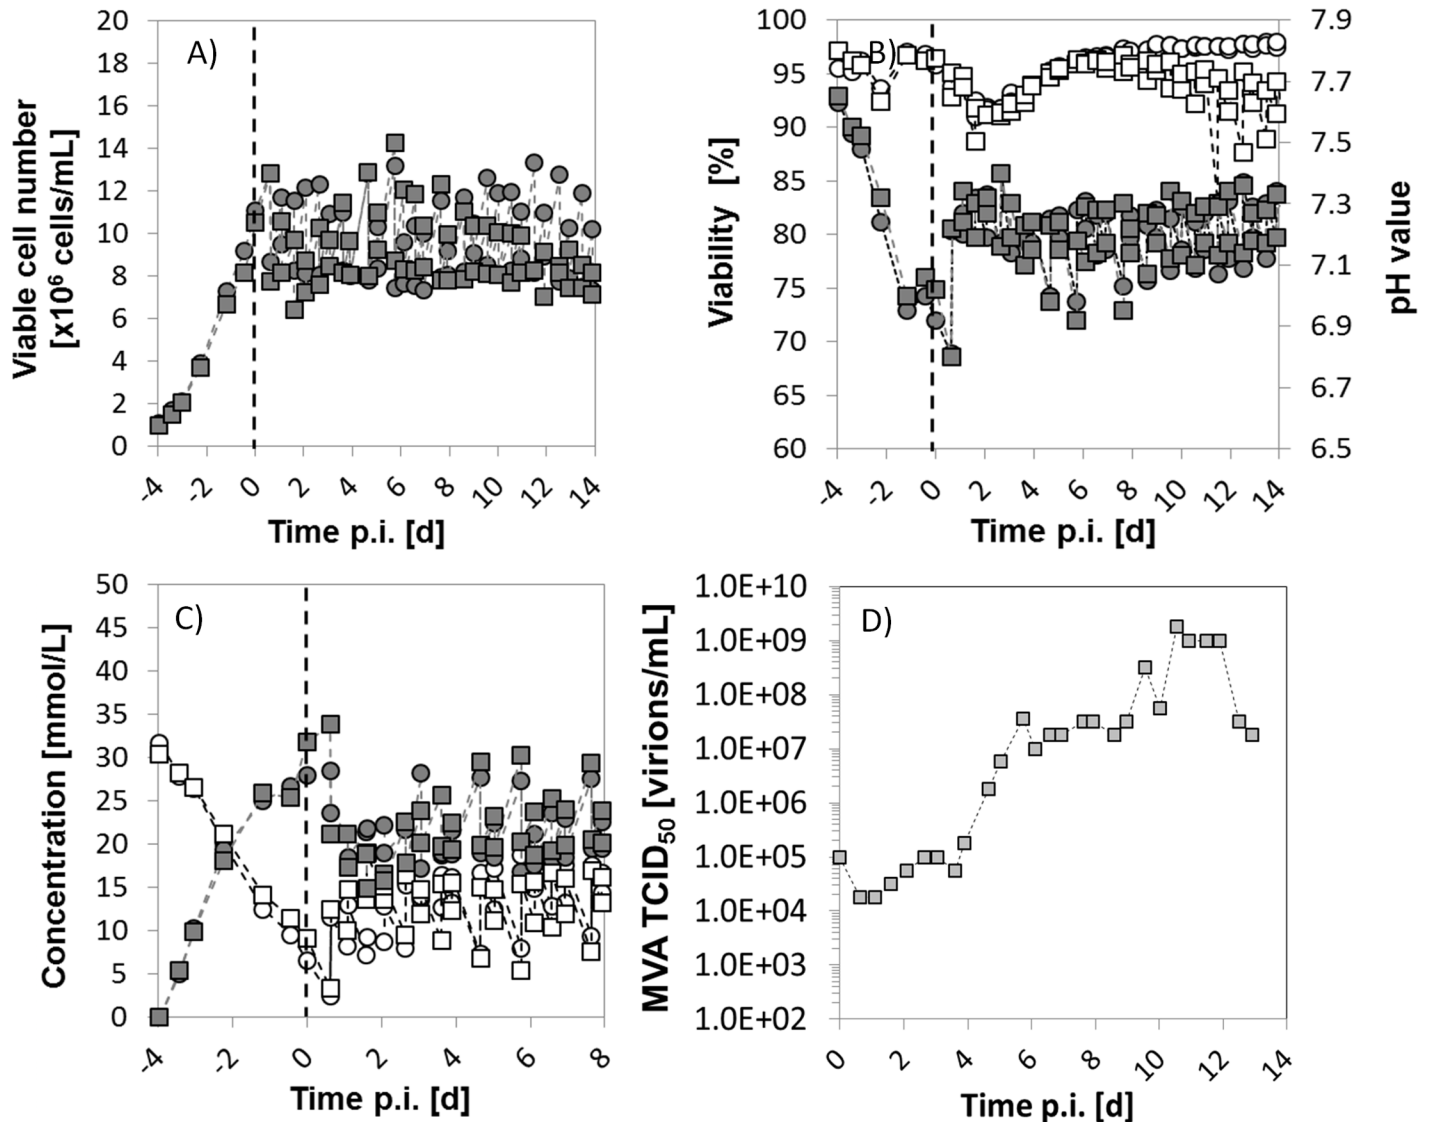 A)
Viable cell number
[x10⁶ cells/mL]
20
18
16
14
12
10
8
6
4
2
0
-4 -2 0 2 4 6 8 10 12 14
Time p.i. [d]
B)
Viability [%]
100
95
90
85
80
75
70
65
60
pH value
7.9
7.7
7.5
7.3
7.1
6.9
6.7
6.5
-4 -2 0 2 4 6 8 10 12 14
Time p.i. [d]
C)
Concentration [mmol/L]
50
45
40
35
30
25
20
15
10
5
0
-4 -2 0 2 4 6 8
Time p.i. [d]
D)
MVA TCID₅₀ [virions/mL]
1.0E+10
1.0E+09
1.0E+08
1.0E+07
1.0E+06
1.0E+05
1.0E+04
1.0E+03
1.0E+02
0 2 4 6 8 10 12 14
Time p.i. [d]